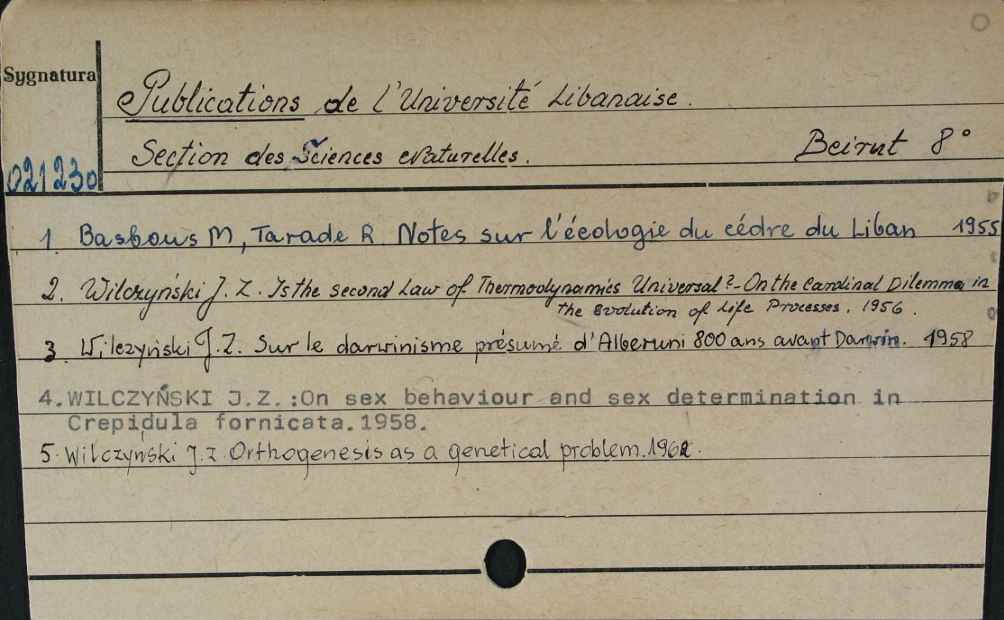 Sygnatura
Publications de l'Université Libanaise.
Section des Sciences Naturelles. Beirut 8°
021230
1. Basbous M, Tarade R Notes sur l'écologie du cédre du Liban 1955
2. Wilczyński J. Z. Is the second Law of Thermodynamics Universal?-On the Cardinal Dilemma in
the Evolution of Life Processes. 1956.
3. Wilczyński J.Z. Sur le darwinisme présumé d'Alberuni 800 ans avant Darwin. 1958
4.WILCZYŃSKI J.Z.:On sex behaviour and sex determination in
Crepidula fornicata.1958.
5. Wilczyński J.Z Orthogenesis as a genetical problem.1962.